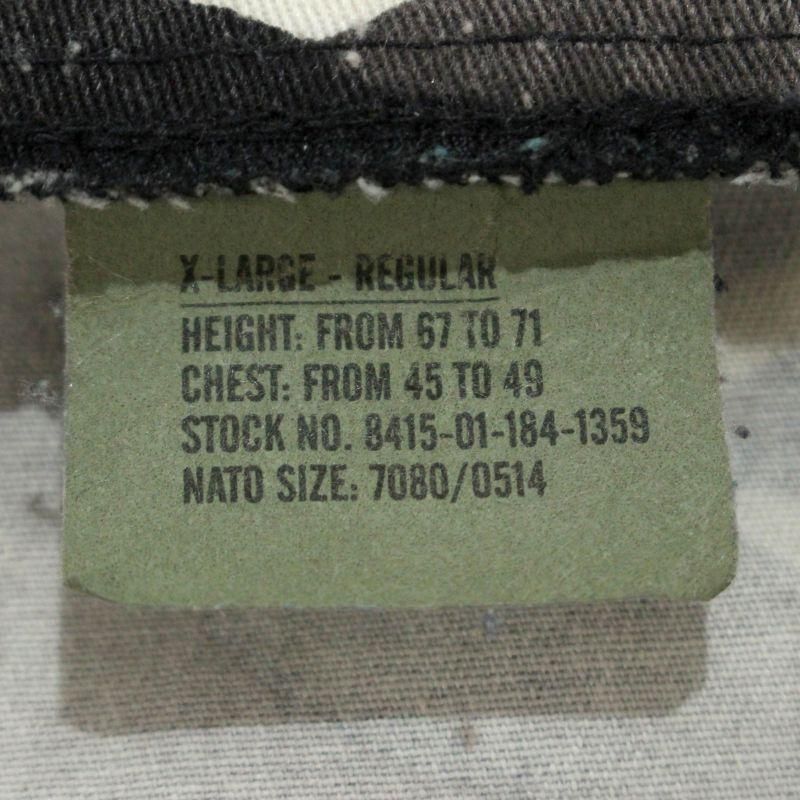 X-LARGE - REGULAR
HEIGHT: FROM 67 TO 71
CHEST: FROM 45 TO 49
STOCK NO. 8415-01-184-1359
NATO SIZE: 7080/0514